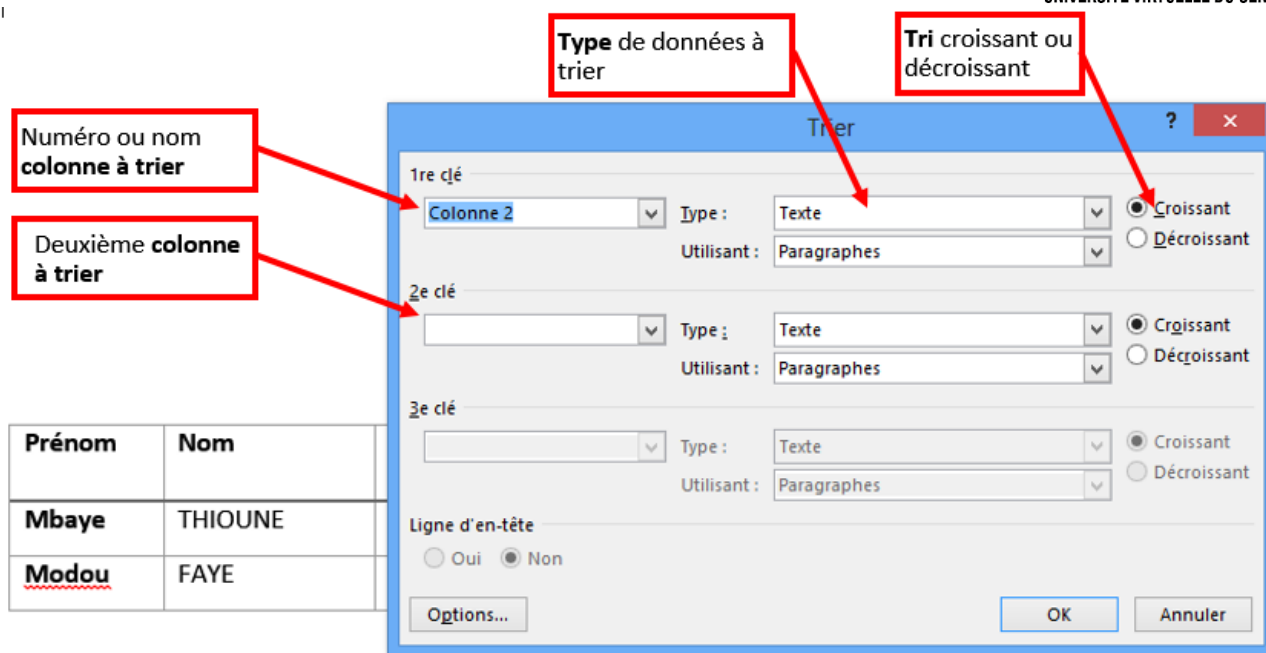 Type de données à
trier
Tri croissant ou
décroissant
Numéro ou nom
colonne à trier
Deuxième colonne
à trier
Trier
?
1re clé
Colonne 2
Type :
Texte
Croissant
Décroissant
Utilisant :
Paragraphes
2e clé
Type :
Texte
Croissant
Décroissant
Utilisant :
Paragraphes
3e clé
Type :
Texte
Croissant
Décroissant
Utilisant :
Paragraphes
Ligne d'en-tête
Oui
Non
Options...
OK
Annuler
Prénom
Nom
Mbaye
THIOUNE
Modou
FAYE